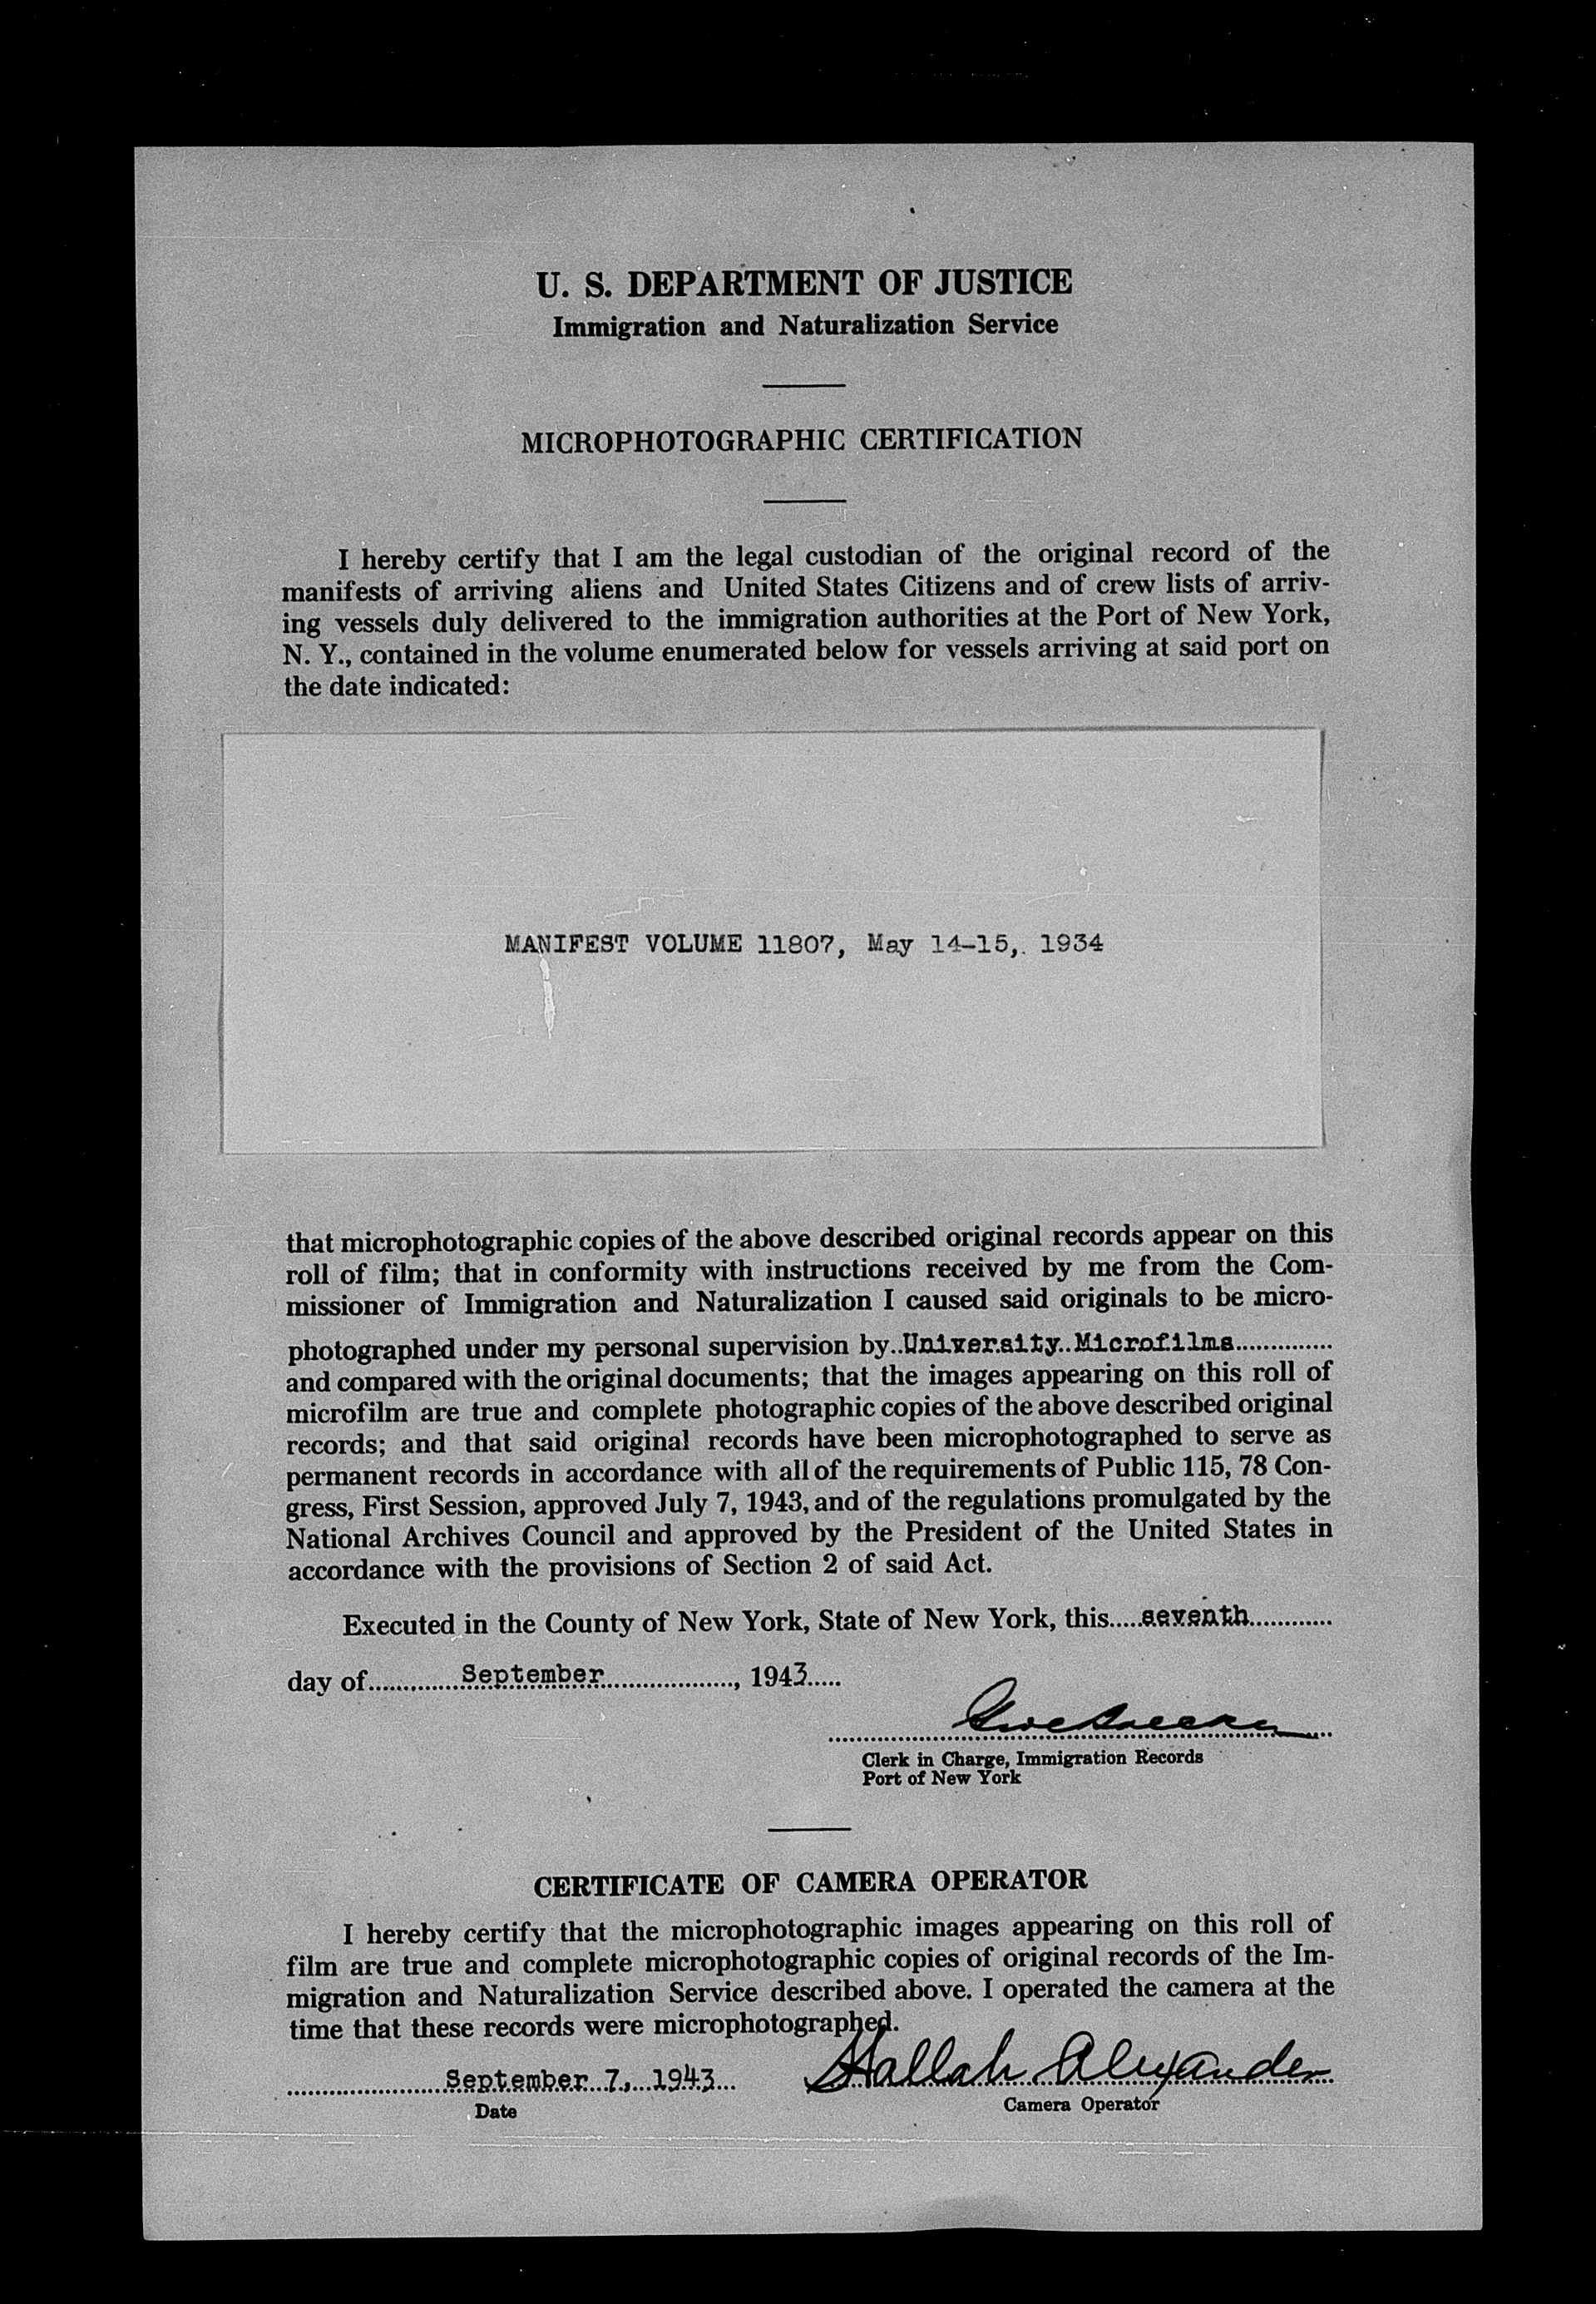 U. S. DEPARTMENT OF JUSTICE
Immigration and Naturalization Service
MICROPHOTOGRAPHIC CERTIFICATION
I hereby certify that I am the legal custodian of the original record of the
manifests of arriving aliens and United States Citizens and of crew lists of arriv-
ing vessels duly delivered to the immigration authorities at the Port of New York,
N. Y., contained in the volume enumerated below for vessels arriving at said port on
the date indicated:
MANIFEST VOLUME 11807, May 14-15,. 1934
that microphotographic copies of the above described original records appear on this
roll of film; that in conformity with instructions received by me from the Com-
missioner of Immigration and Naturalization I caused said originals to be micro-
photographed under my personal supervision by..University..Microfilms..............
and compared with the original documents; that the images appearing on this roll of
microfilm are true and complete photographic copies of the above described original
records; and that said original records have been microphotographed to serve as
permanent records in accordance with all of the requirements of Public 115, 78 Con-
gress, First Session, approved July 7, 1943, and of the regulations promulgated by the
National Archives Council and approved by the President of the United States in
accordance with the provisions of Section 2 of said Act.
Executed in the County of New York, State of New York, this.....seventh............
day of.............September...................., 1943.....
Clerk in Charge, Immigration Records
Port of New York
CERTIFICATE OF CAMERA OPERATOR
I hereby certify that the microphotographic images appearing on this roll of
film are true and complete microphotographic copies of original records of the Im-
migration and Naturalization Service described above. I operated the camera at the
time that these records were microphotographed.
September 7, 1943... Hallah Alexander
Date
Camera Operator